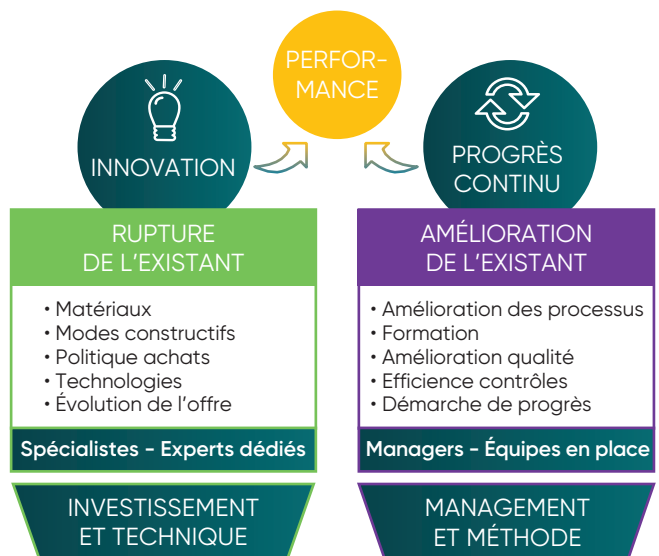 PERFOR-
MANCE
INNOVATION
RUPTURE
DE L'EXISTANT
• Matériaux
• Modes constructifs
• Politique achats
• Technologies
• Évolution de l'offre
Spécialistes - Experts dédiés
INVESTISSEMENT
ET TECHNIQUE
PROGRÈS
CONTINU
AMÉLIORATION
DE L'EXISTANT
• Amélioration des processus
• Formation
• Amélioration qualité
• Efficience contrôles
• Démarche de progrès
Managers - Équipes en place
MANAGEMENT
ET MÉTHODE